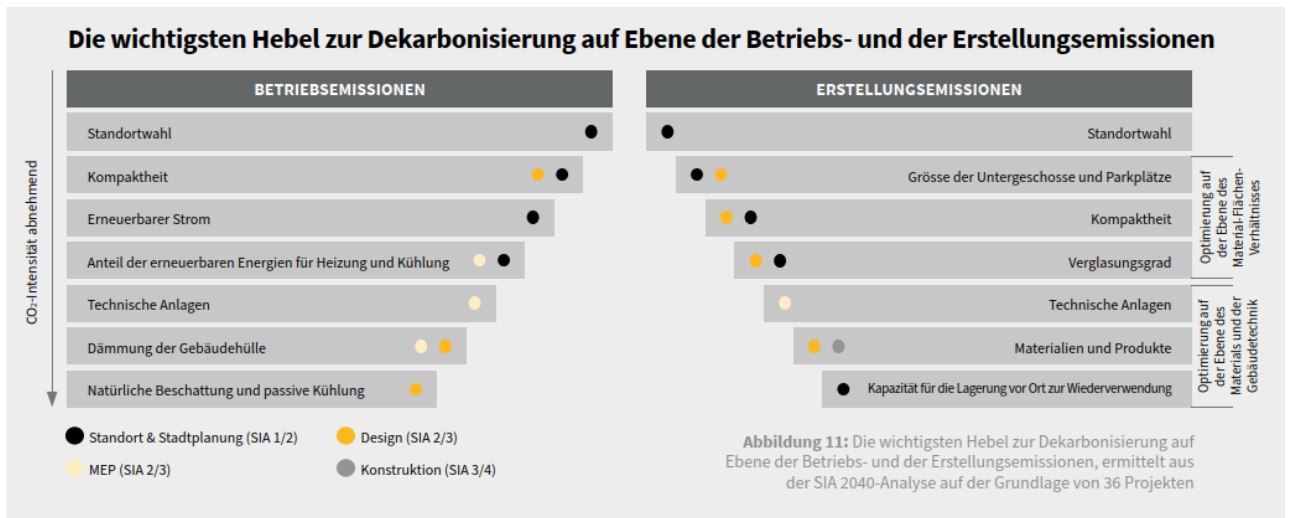 Die wichtigsten Hebel zur Dekarbonisierung auf Ebene der Betriebs- und der Erstellungsemissionen
CO₂-Intensität abnehmend
BETRIEBSEMISSIONEN
Standortwahl
Kompaktheit
Erneuerbarer Strom
Anteil der erneuerbaren Energien für Heizung und Kühlung
Technische Anlagen
Dämmung der Gebäudehülle
Natürliche Beschattung und passive Kühlung
ERSTELLUNGSEMISSIONEN
Standortwahl
Grösse der Untergeschosse und Parkplätze
Kompaktheit
Verglasungsgrad
Technische Anlagen
Materialien und Produkte
Kapazität für die Lagerung vor Ort zur Wiederverwendung
Optimierung auf
der Ebene des
Material-Flächen-
Verhältnisses
Optimierung auf
der Ebene des
Materials und der
Gebäudetechnik
Standort & Stadtplanung (SIA 1/2)
Design (SIA 2/3)
MEP (SIA 2/3)
Konstruktion (SIA 3/4)
Abbildung 11: Die wichtigsten Hebel zur Dekarbonisierung auf
Ebene der Betriebs- und der Erstellungsemissionen, ermittelt aus
der SIA 2040-Analyse auf der Grundlage von 36 Projekten